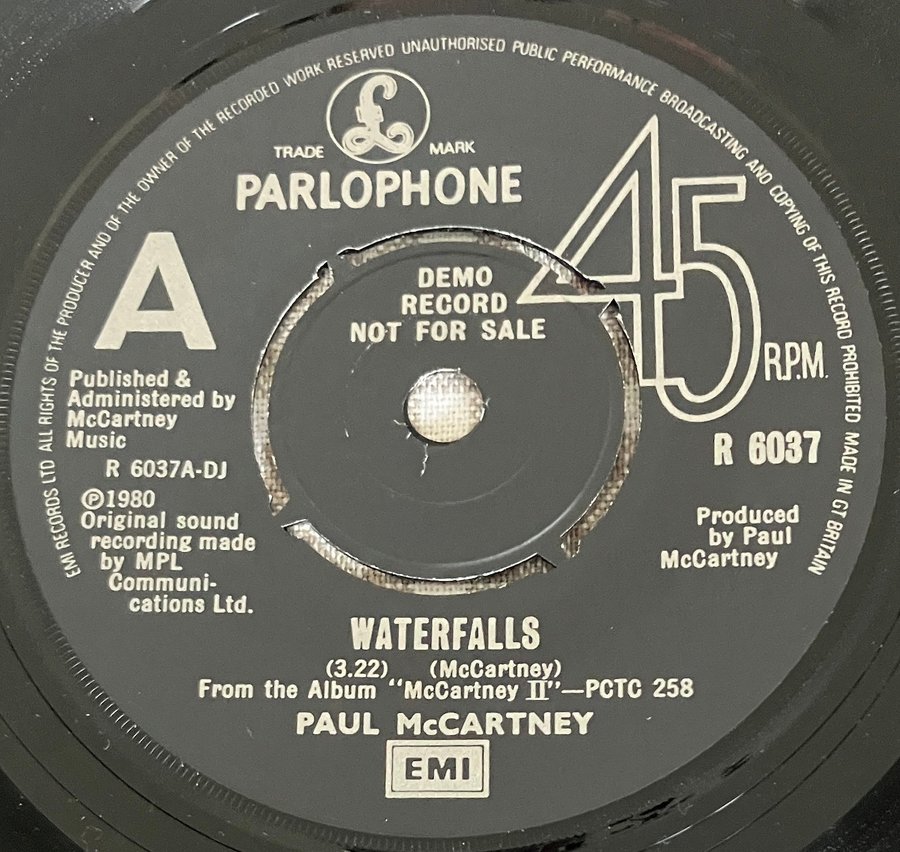 EMI RECORDS LTD ALL RIGHTS OF THE PRODUCER AND OF THE OWNER OF THE RECORDED WORK RESERVED UNAUTHORISED PUBLIC PERFORMANCE BROADCASTING AND COPYING OF THIS RECORD PROHIBITED MADE IN GT BRITAIN
£
TRADE MARK
PARLOPHONE
45
R.P.M.
A
DEMO
RECORD
NOT FOR SALE
Published &
Administered by
McCartney
Music
R 6037A-DJ
Ⓟ1980
Original sound
recording made
by MPL
Communi-
cations Ltd.
R 6037
Produced
by Paul
McCartney
WATERFALLS
(3.22) (McCartney)
From the Album "McCartney II"—PCTC 258
PAUL McCARTNEY
EMI